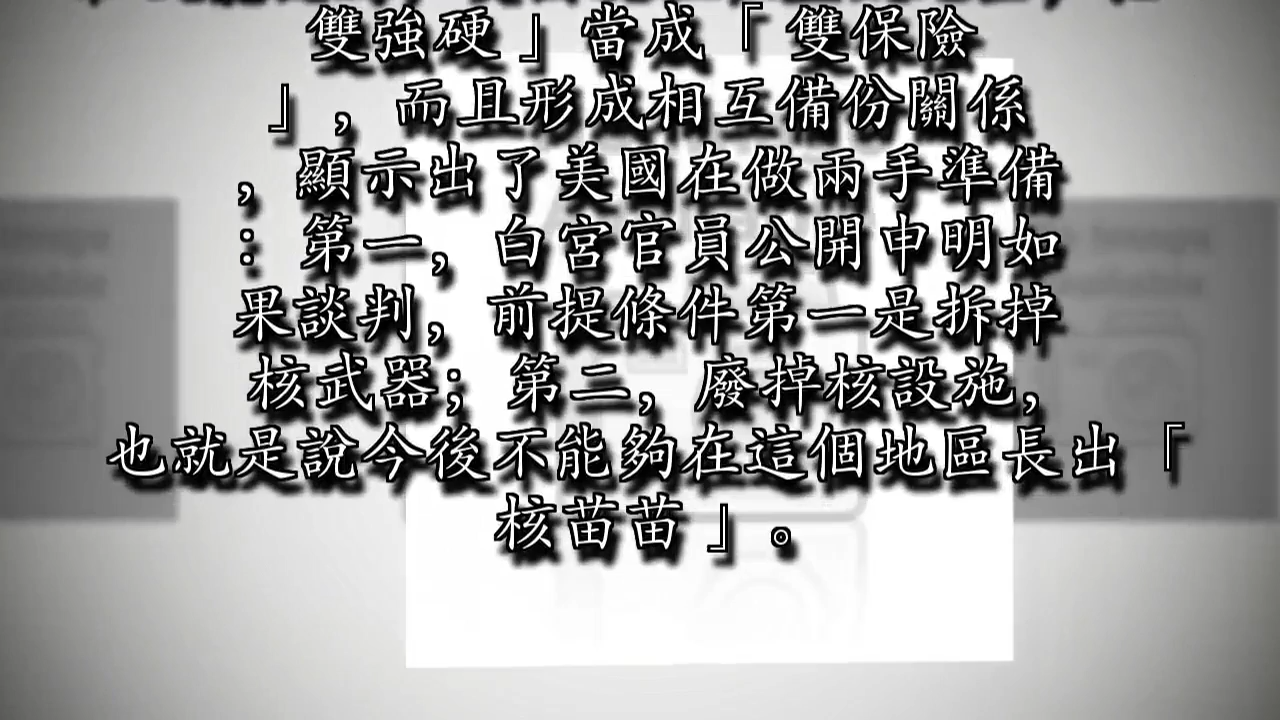 雙強硬」當成「雙保險
」，而且形成相互備份關係
，顯示出了美國在做兩手準備
：第一，白宮官員公開申明如
果談判，前提條件第一是拆掉
核武器；第二，廢掉核設施，
也就是說今後不能夠在這個地區長出「
核苗苗」。